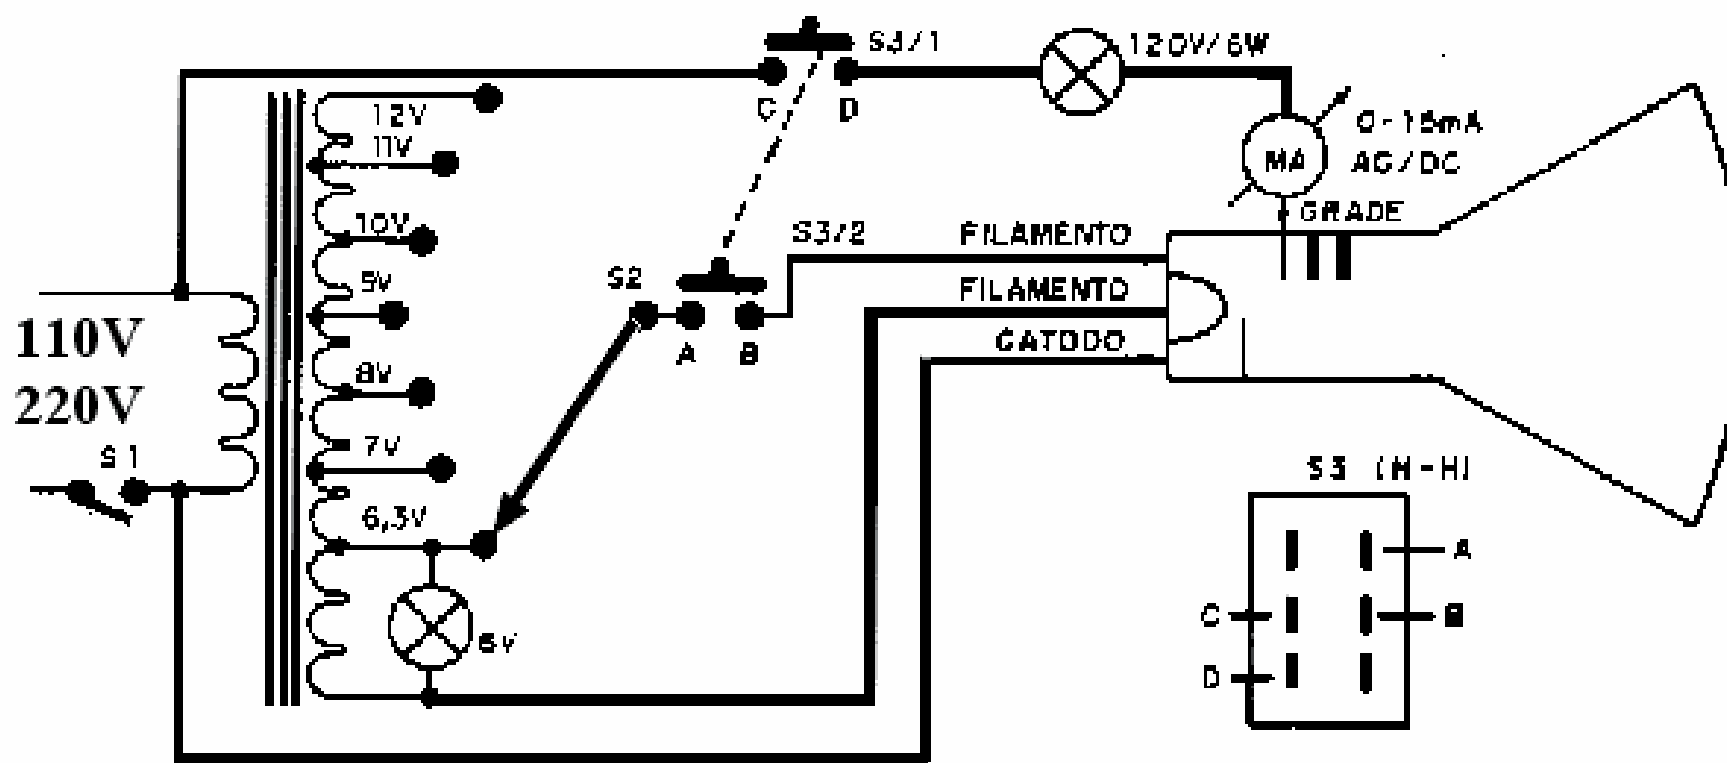 S3/1
120V/6W
C
D
12V
11V
10V
9V
8V
7V
6,3V
6V
0-15mA
AC/DC
MA
GRADE
S3/2
FILAMENTO
S2
FILAMENTO
A
B
CATODO
110V
220V
S1
S3 (H-H)
A
C
B
D